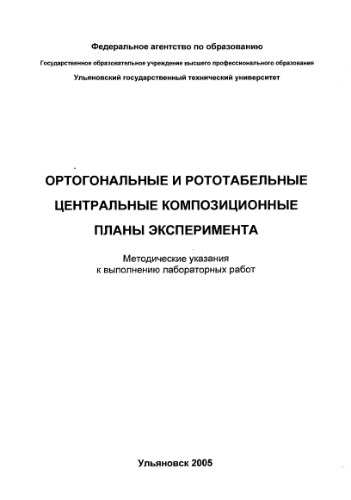 Федеральное агентство по образованию
Государственное образовательное учреждение высшего профессионального образования
Ульяновский государственный технический университет
ОРТОГОНАЛЬНЫЕ И РОТОТАБЕЛЬНЫЕ
ЦЕНТРАЛЬНЫЕ КОМПОЗИЦИОННЫЕ
ПЛАНЫ ЭКСПЕРИМЕНТА
Методические указания
к выполнению лабораторных работ
Ульяновск 2005